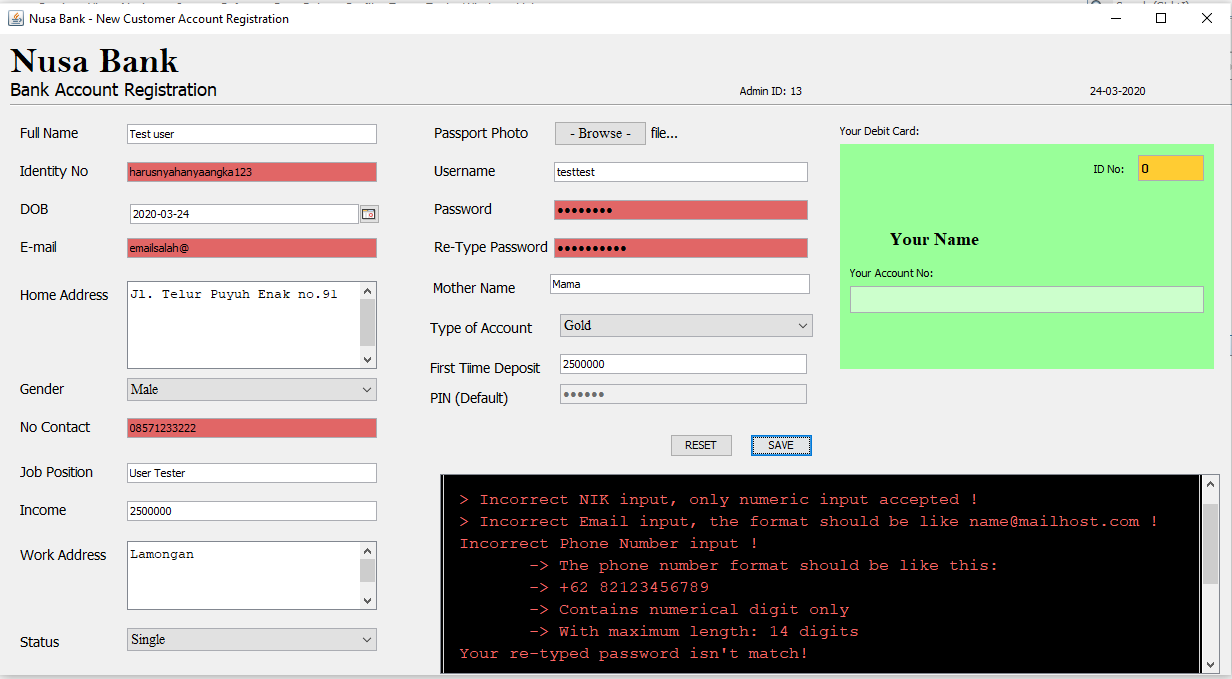 Nusa Bank - New Customer Account Registration
Nusa Bank
Bank Account Registration
Admin ID: 13
24-03-2020
Full Name
Test user
Identity No
harusnyahanyaangka123
DOB
2020-03-24
E-mail
emailsalah@
Home Address
Jl. Telur Puyuh Enak no.91
Gender
Male
No Contact
08571233222
Job Position
User Tester
Income
2500000
Work Address
Lamongan
Status
Single
Passport Photo
- Browse -
file...
Username
testtest
Password
●●●●●●●●
Re-Type Password
●●●●●●●●●●
Mother Name
Mama
Type of Account
Gold
First Tiime Deposit
2500000
PIN (Default)
●●●●●●
RESET
SAVE
Your Debit Card:
ID No:
0
Your Name
Your Account No:
> Incorrect NIK input, only numeric input accepted !
> Incorrect Email input, the format should be like name@mailhost.com !
Incorrect Phone Number input !
-> The phone number format should be like this:
-> +62 82123456789
-> Contains numerical digit only
-> With maximum length: 14 digits
Your re-typed password isn't match!